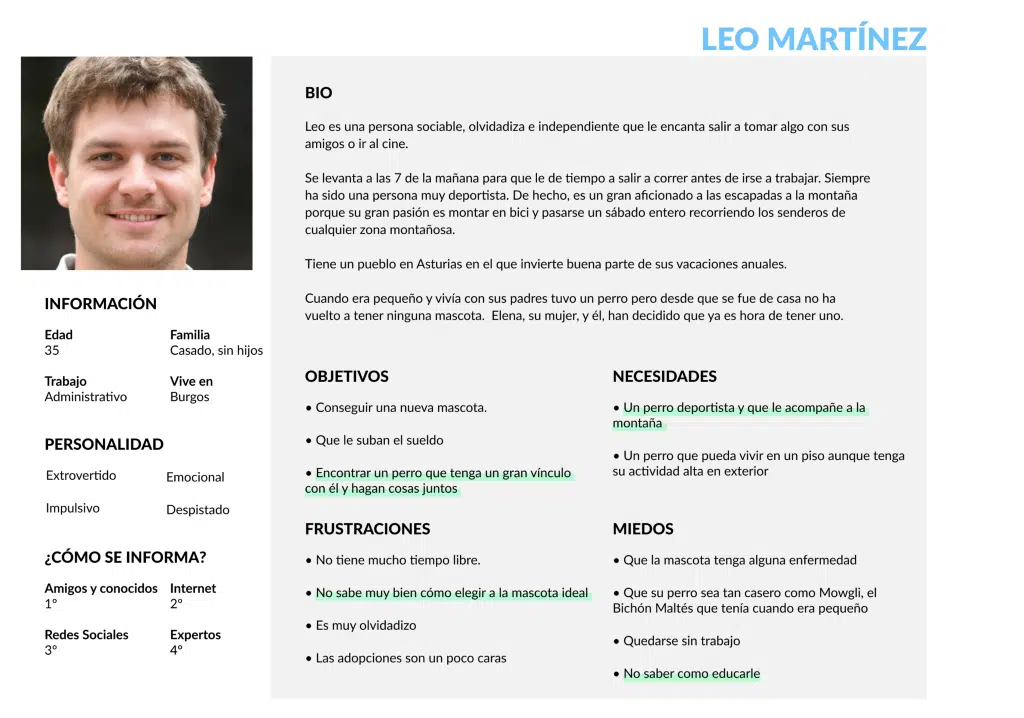 LEO MARTÍNEZ
BIO
Leo es una persona sociable, olvidadiza e independiente que le encanta salir a tomar algo con sus
amigos o ir al cine.
Se levanta a las 7 de la mañana para que le de tiempo a salir a correr antes de irse a trabajar. Siempre
ha sido una persona muy deportista. De hecho, es un gran aficionado a las escapadas a la montaña
porque su gran pasión es montar en bici y pasarse un sábado entero recorriendo los senderos de
cualquier zona montañosa.
Tiene un pueblo en Asturias en el que invierte buena parte de sus vacaciones anuales.
Cuando era pequeño y vivía con sus padres tuvo un perro pero desde que se fue de casa no ha
vuelto a tener ninguna mascota.  Elena, su mujer, y él, han decidido que ya es hora de tener uno.
INFORMACIÓN
Edad
35
Familia
Casado, sin hijos
Trabajo
Administrativo
Vive en
Burgos
PERSONALIDAD
Extrovertido
Emocional
Impulsivo
Despistado
¿CÓMO SE INFORMA?
Amigos y conocidos
1º
Internet
2º
Redes Sociales
3º
Expertos
4º
OBJETIVOS
• Conseguir una nueva mascota.
• Que le suban el sueldo
• Encontrar un perro que tenga un gran vínculo
con él y hagan cosas juntos
NECESIDADES
• Un perro deportista y que le acompañe a la
montaña
• Un perro que pueda vivir en un piso aunque tenga
su actividad alta en exterior
FRUSTRACIONES
• No tiene mucho tiempo libre.
• No sabe muy bien cómo elegir a la mascota ideal
• Es muy olvidadizo
• Las adopciones son un poco caras
MIEDOS
• Que la mascota tenga alguna enfermedad
• Que su perro sea tan casero como Mowgli, el
Bichón Maltés que tenía cuando era pequeño
• Quedarse sin trabajo
• No saber como educarle